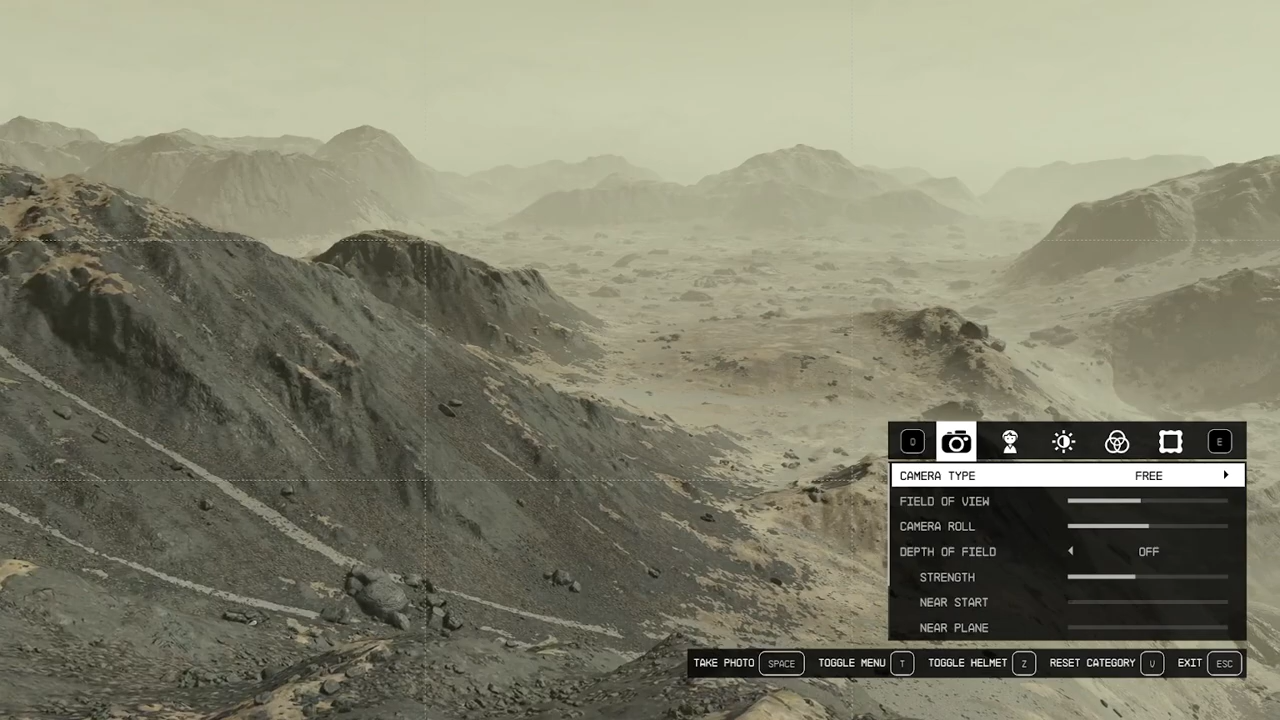 Q E
CAMERA TYPE FREE
FIELD OF VIEW
CAMERA ROLL
DEPTH OF FIELD OFF
STRENGTH
NEAR START
NEAR PLANE
TAKE PHOTO SPACE TOGGLE MENU T TOGGLE HELMET Z RESET CATEGORY V EXIT ESC